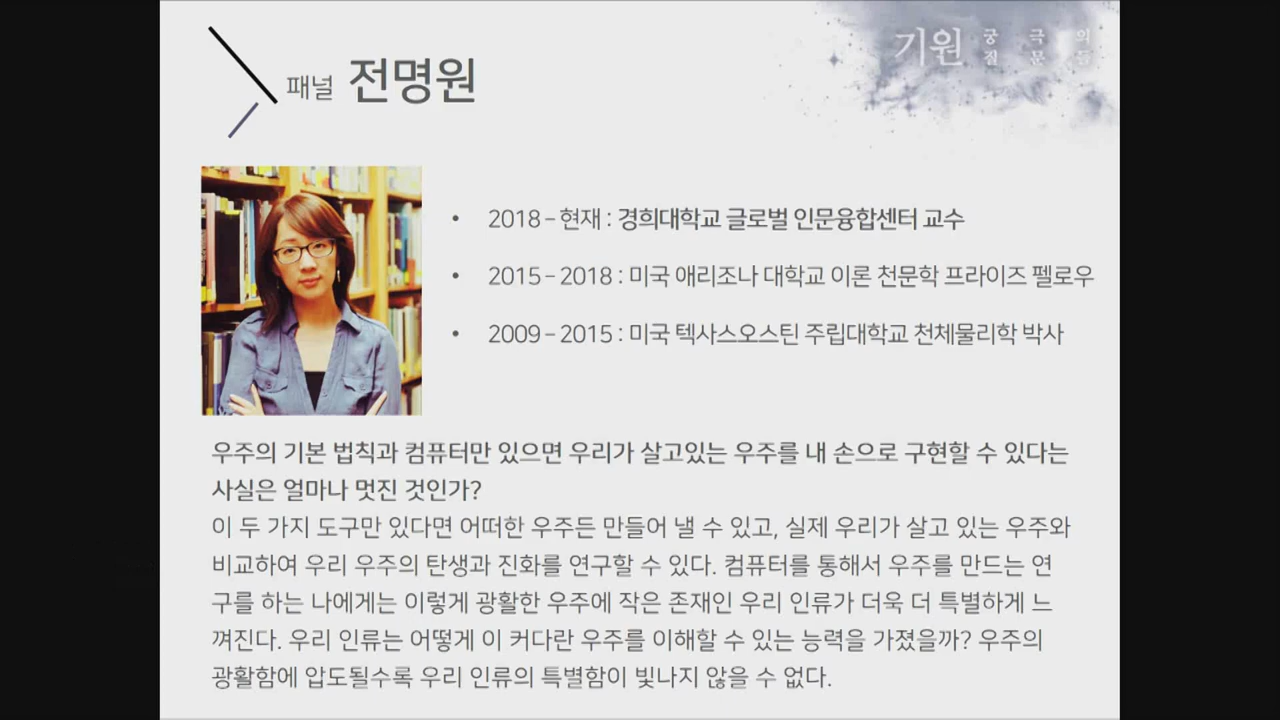 기원 궁극의
질문들
패널 전명원
• 2018 – 현재 : 경희대학교 글로벌 인문융합센터 교수
• 2015 – 2018 : 미국 애리조나 대학교 이론 천문학 프라이즈 펠로우
• 2009 – 2015 : 미국 텍사스오스틴 주립대학교 천체물리학 박사
우주의 기본 법칙과 컴퓨터만 있으면 우리가 살고있는 우주를 내 손으로 구현할 수 있다는
사실은 얼마나 멋진 것인가?
이 두 가지 도구만 있다면 어떠한 우주든 만들어 낼 수 있고, 실제 우리가 살고 있는 우주와
비교하여 우리 우주의 탄생과 진화를 연구할 수 있다. 컴퓨터를 통해서 우주를 만드는 연
구를 하는 나에게는 이렇게 광활한 우주에 작은 존재인 우리 인류가 더욱 더 특별하게 느
껴진다. 우리 인류는 어떻게 이 커다란 우주를 이해할 수 있는 능력을 가졌을까? 우주의
광활함에 압도될수록 우리 인류의 특별함이 빛나지 않을 수 없다.